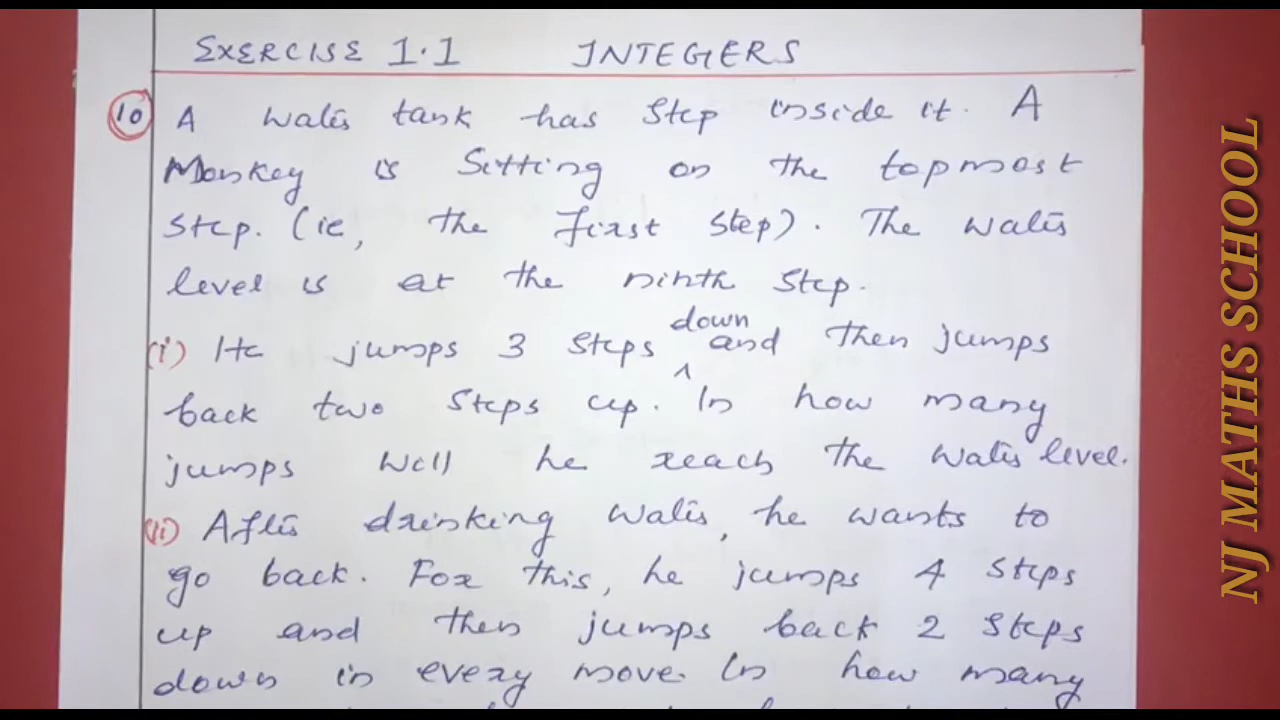 EXERCISE 1.1 INTEGERS
10 A water tank has step inside it. A
Monkey is sitting on the topmost
step. (ie, the first step). The water
level is at the ninth step.
(i) He jumps 3 steps down and then jumps
back two steps up. In how many
jumps will he reach the water level.
(ii) After drinking water, he wants to
go back. For this, he jumps 4 steps
up and then jumps back 2 steps
down in every move. In how many
NJ MATHS SCHOOL